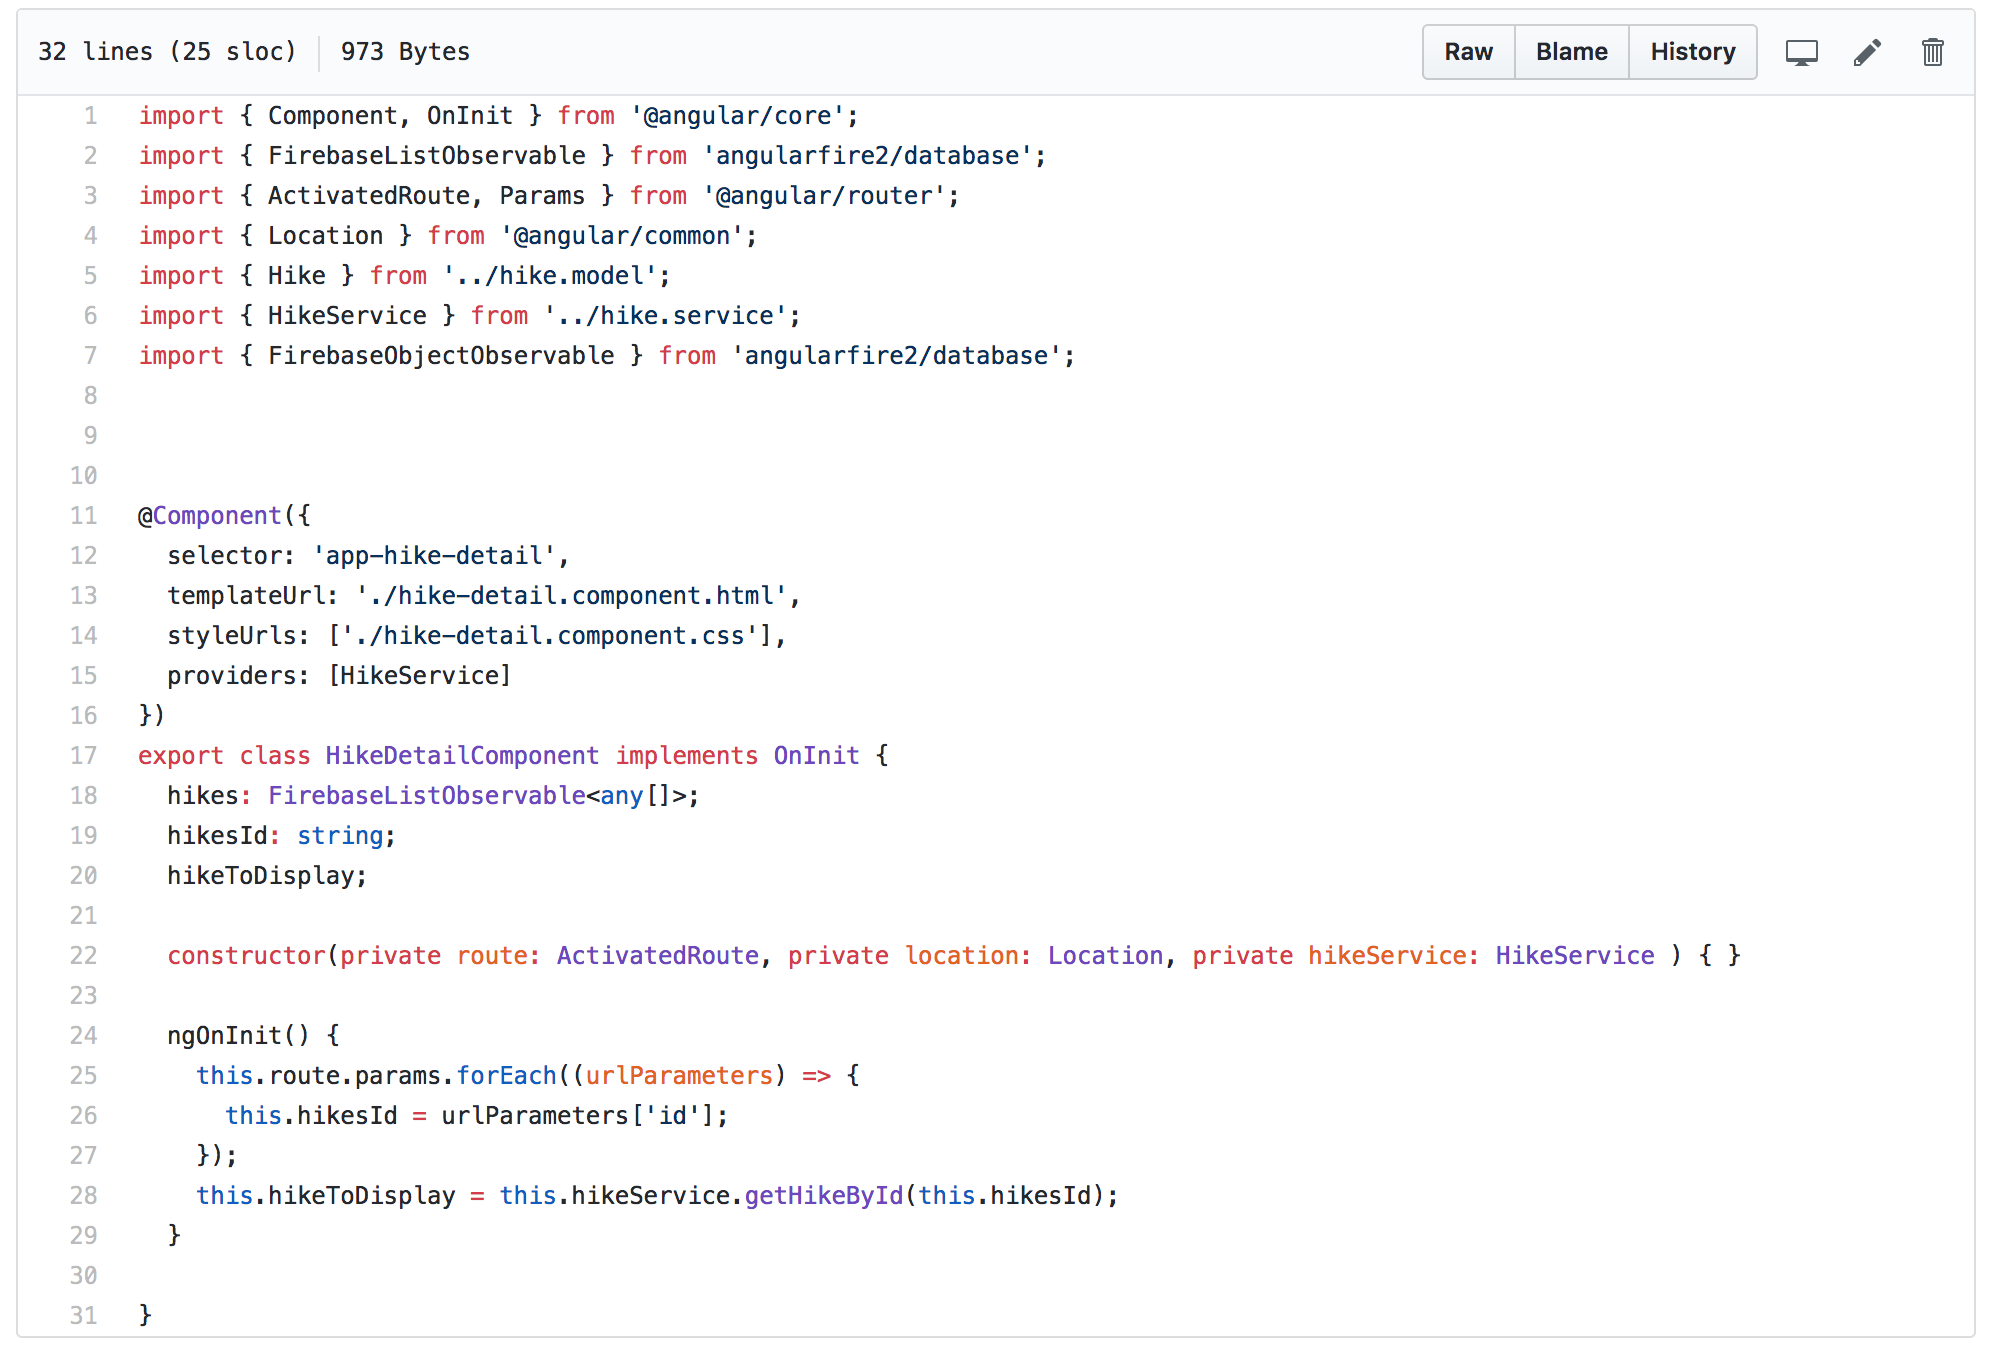 32 lines (25 sloc) 973 Bytes Raw Blame History
1 import { Component, OnInit } from '@angular/core';
2 import { FirebaseListObservable } from 'angularfire2/database';
3 import { ActivatedRoute, Params } from '@angular/router';
4 import { Location } from '@angular/common';
5 import { Hike } from '../hike.model';
6 import { HikeService } from '../hike.service';
7 import { FirebaseObjectObservable } from 'angularfire2/database';
8
9
10
11 @Component({
12   selector: 'app-hike-detail',
13   templateUrl: './hike-detail.component.html',
14   styleUrls: ['./hike-detail.component.css'],
15   providers: [HikeService]
16 })
17 export class HikeDetailComponent implements OnInit {
18   hikes: FirebaseListObservable<any[]>;
19   hikesId: string;
20   hikeToDisplay;
21
22   constructor(private route: ActivatedRoute, private location: Location, private hikeService: HikeService ) { }
23
24   ngOnInit() {
25     this.route.params.forEach((urlParameters) => {
26       this.hikesId = urlParameters['id'];
27     });
28     this.hikeToDisplay = this.hikeService.getHikeById(this.hikesId);
29   }
30
31 }